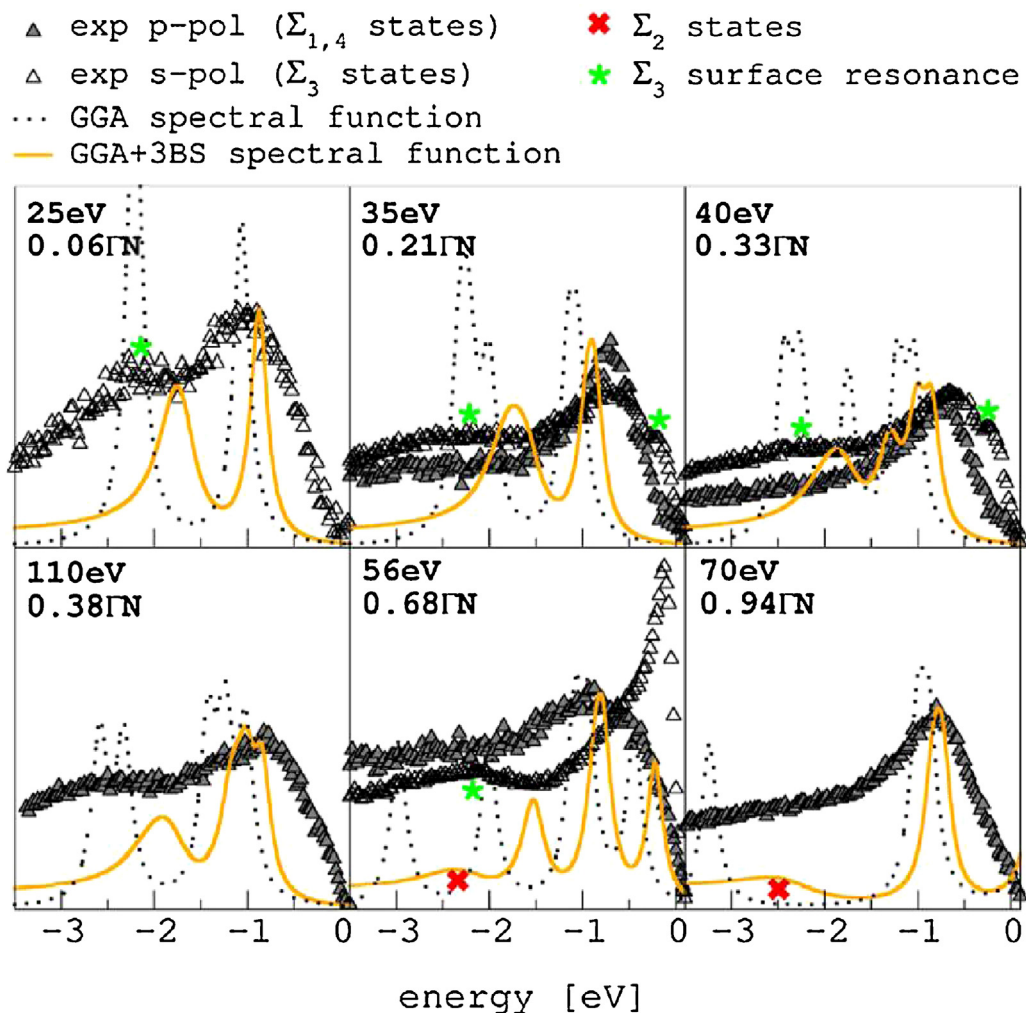 exp p-pol (Σ1,4 states)
exp s-pol (Σ3 states)
GGA spectral function
GGA+3BS spectral function
Σ2 states
Σ3 surface resonance
25eV
0.06ΓN
35eV
0.21ΓN
40eV
0.33ΓN
110eV
0.38ΓN
56eV
0.68ΓN
70eV
0.94ΓN
−3 −2 −1 0 −3 −2 −1 0 −3 −2 −1 0
energy [eV]